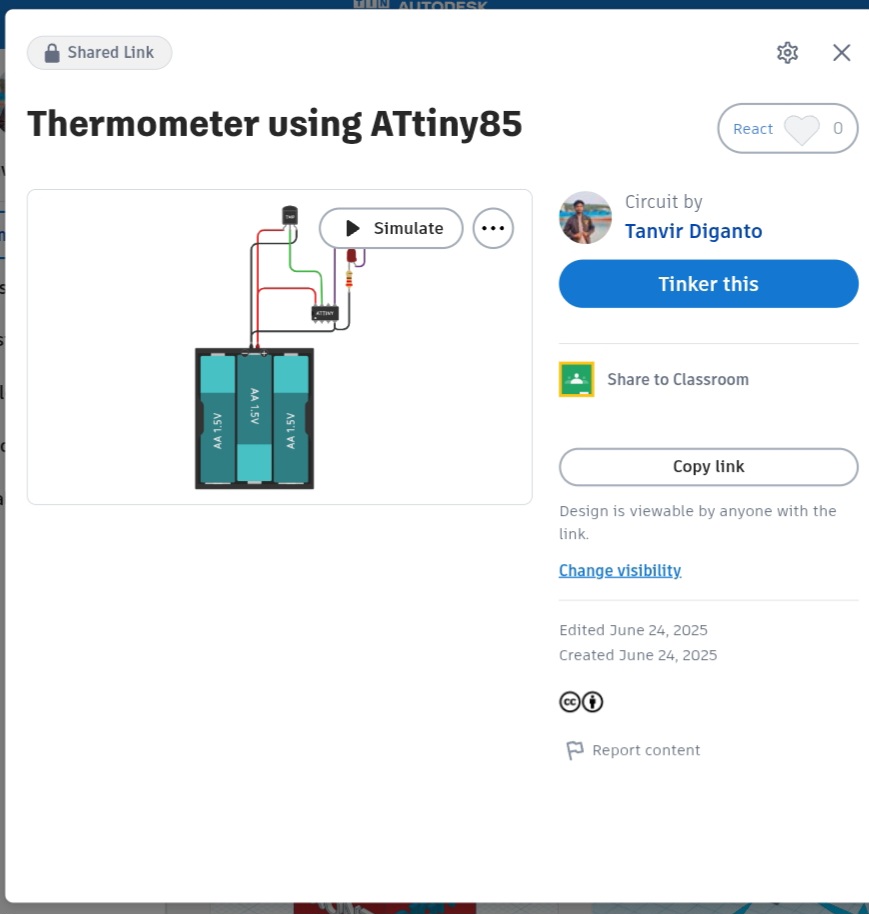 AUTODESK
Shared Link
Thermometer using ATtiny85
React 0
TMP
Simulate
Circuit by
Tanvir Diganto
Tinker this
ATTINY
AA 1.5V
AA 1.5V
AA 1.5V
Share to Classroom
Copy link
Design is viewable by anyone with the
link.
Change visibility
Edited June 24, 2025
Created June 24, 2025
cc
Report content